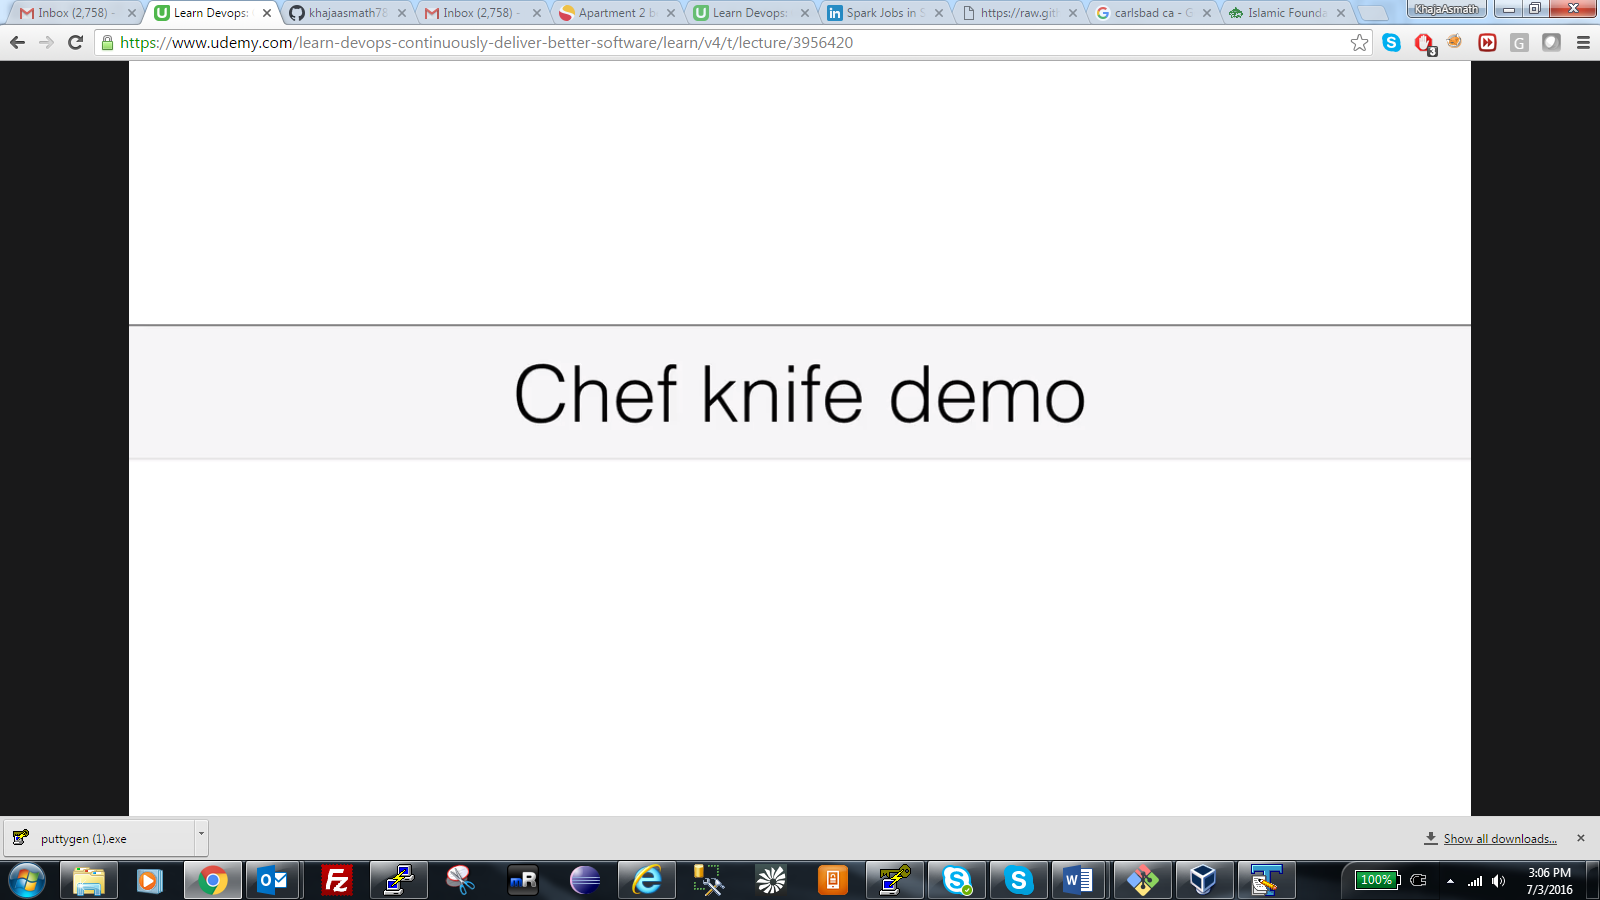 Inbox (2,758) -
Learn Devops:
khajaasmath78
Inbox (2,758) -
Apartment 2 b
Learn Devops:
Spark Jobs in S
https://raw.git
carlsbad ca - G
Islamic Founda
KhajaAsmath
https://www.udemy.com/learn-devops-continuously-deliver-better-software/learn/v4/t/lecture/3956420
3
G
Chef knife demo
puttygen (1).exe
Show all downloads...
100%
3:06 PM
7/3/2016